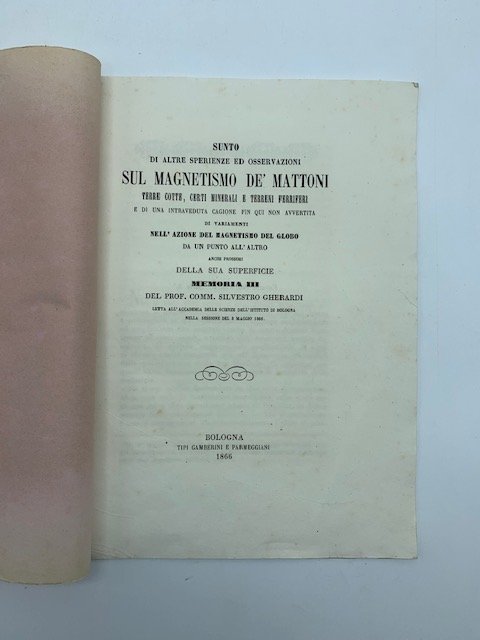 SUNTO
DI ALTRE SPERIENZE ED OSSERVAZIONI
SUL MAGNETISMO DE' MATTONI
TERRE COTTE, CERTI MINERALI E TERRENI FERRIFERI
E DI UNA INTRAVEDUTA CAGIONE FIN QUI NON AVVERTITA
DI VARIAMENTI
NELL' AZIONE DEL MAGNETISMO DEL GLOBO
DA UN PUNTO ALL' ALTRO
ANCHE PROSSIMI
DELLA SUA SUPERFICIE
MEMORIA III
DEL PROF. COMM. SILVESTRO GHERARDI
LETTA ALL' ACCADEMIA DELLE SCIENZE DELL' ISTITUTO DI BOLOGNA
NELLA SESSIONE DEL MAGGIO 1866.
BOLOGNA
TIPI GAMBERINI E PARMEGGIANI
1866